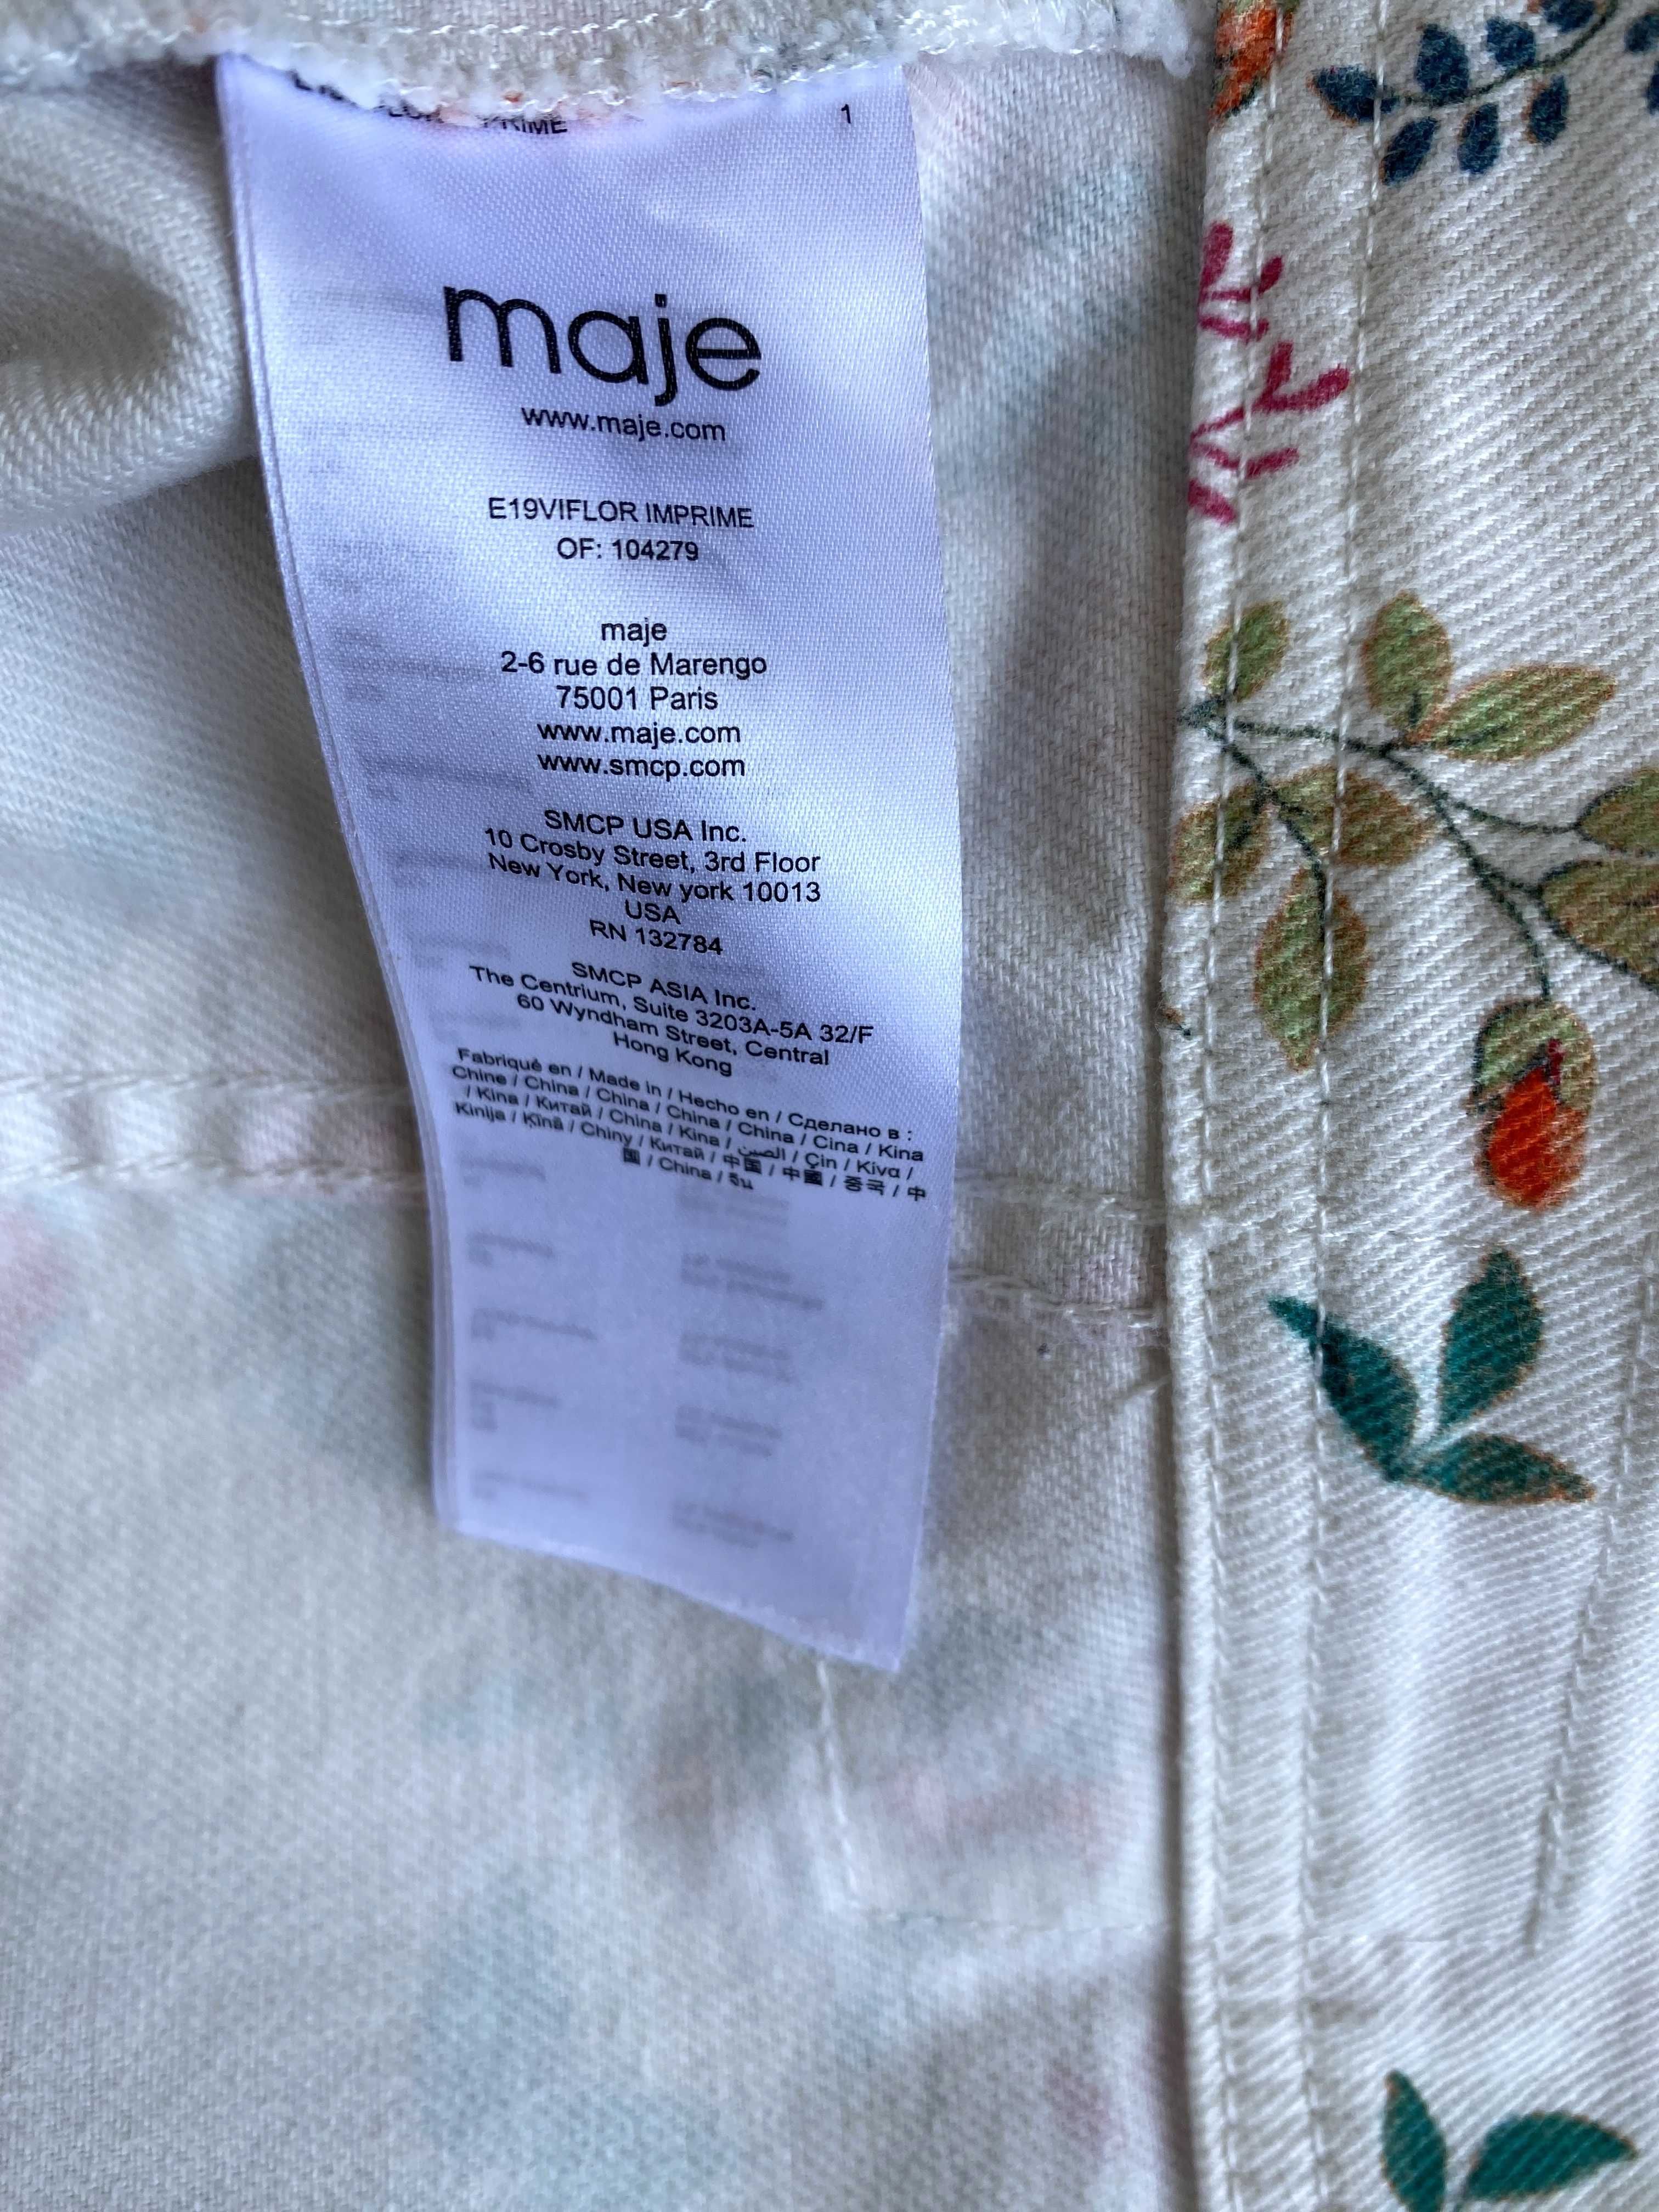 PRIME
1
maje
www.maje.com
E19VIFLOR IMPRIME
OF: 104279
maje
2-6 rue de Marengo
75001 Paris
www.maje.com
www.smcp.com
SMCP USA Inc.
10 Crosby Street, 3rd Floor
New York, New york 10013
USA
RN 132784
SMCP ASIA Inc.
The Centrium, Suite 3203A-5A 32/F
60 Wyndham Street, Central
Hong Kong
Fabriqué en / Made in / Hecho en / Сделано в :
Chine / China / China / China / China / Cina / Kina
/ Kina / Китай / China / Kina / الصين / Çin / Κίνα /
Kinija / Ķīnā / Chiny / Китай / 中国 / 中國 / 중국 / 中
国 / China / จีน